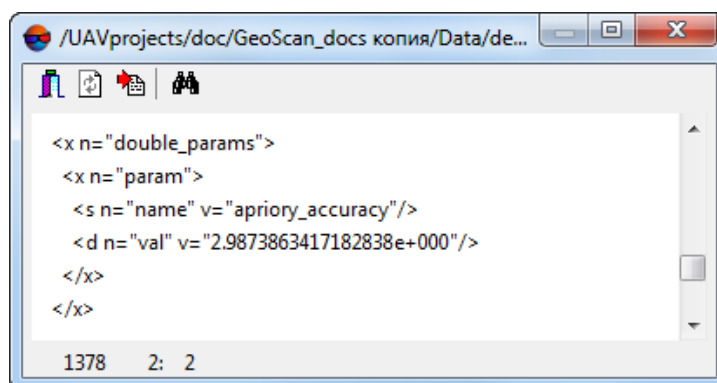 /UAVprojects/doc/GeoScan_docs копия/Data/de...
<x n="double_params">
<x n="param">
<s n="name" v="apriory_accuracy"/>
<d n="val" v="2.9873863417182838e+000"/>
</x>
</x>
1378 2: 2